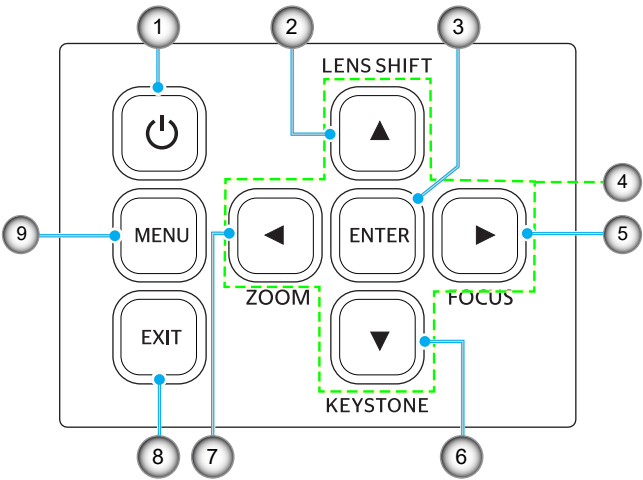 1
2
3
LENS SHIFT
4
9
MENU
ENTER
5
ZOOM
FOCUS
EXIT
KEYSTONE
8
7
6